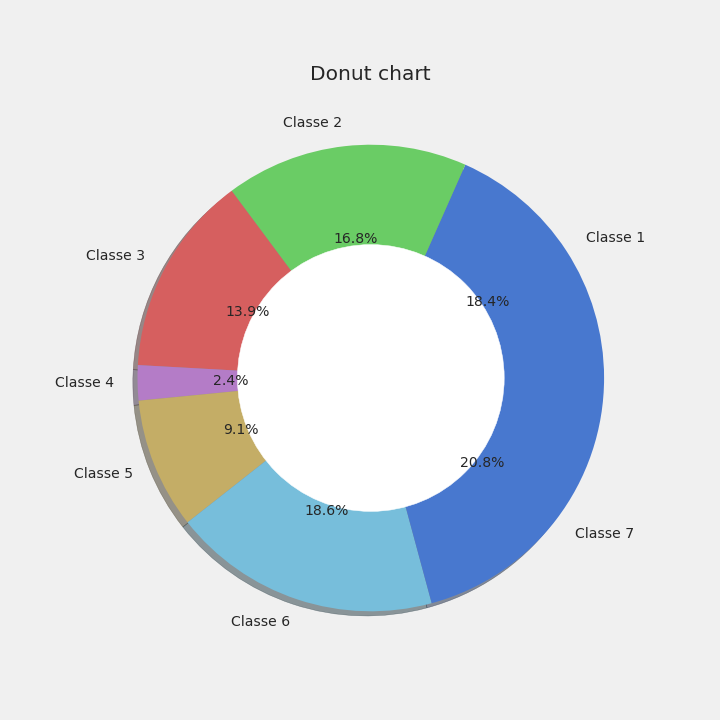 Donut chart
Classe 2
Classe 1
16.8%
Classe 3
18.4%
13.9%
Classe 4
2.4%
9.1%
20.8%
Classe 5
18.6%
Classe 7
Classe 6